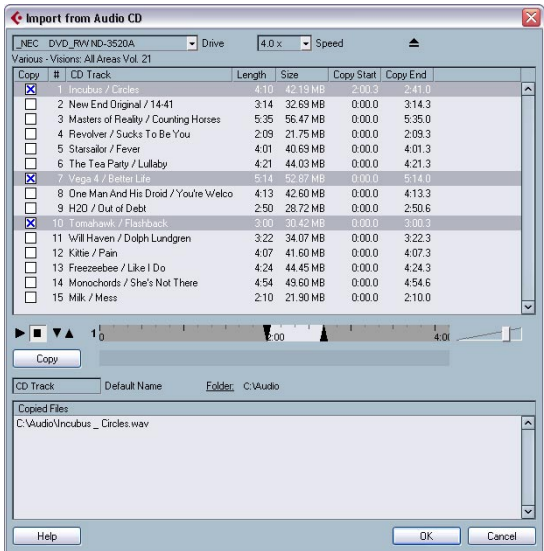 Import from Audio CD
_NEC DVD_RW ND-3520A Drive 4.0 x Speed
Various - Visions: All Areas Vol. 21
Copy # CD Track Length Size Copy Start Copy End
1 Incubus / Circles 4:10 42.19 MB 2:00.3 2:41.0
2 New End Original / 14-41 3:14 32.69 MB 0:00.0 3:14.3
3 Masters of Reality / Counting Horses 5:35 56.47 MB 0:00.0 5:35.0
4 Revolver / Sucks To Be You 2:09 21.75 MB 0:00.0 2:09.3
5 Starsailor / Fever 4:01 40.69 MB 0:00.0 4:01.3
6 The Tea Party / Lullaby 4:21 44.03 MB 0:00.0 4:21.3
7 Vega 4 / Better Life 5:14 52.87 MB 0:00.0 5:14.0
8 One Man And His Droid / You're Welco 4:13 42.60 MB 0:00.0 4:13.3
9 H2O / Out of Debt 2:50 28.72 MB 0:00.0 2:50.6
10 Tomahawk / Flashback 3:00 30.42 MB 0:00.0 3:00.3
11 Will Haven / Dolph Lundgren 3:22 34.07 MB 0:00.0 3:22.3
12 Kittie / Pain 4:07 41.60 MB 0:00.0 4:07.3
13 Freezeebee / Like I Do 4:24 44.45 MB 0:00.0 4:24.3
14 Monochords / She's Not There 4:54 49.60 MB 0:00.0 4:54.6
15 Milk / Mess 2:10 21.90 MB 0:00.0 2:10.0
1 0 2:00 4:00
Copy
CD Track Default Name Folder: C:\Audio
Copied Files
C:\Audio\Incubus _ Circles.wav
Help OK Cancel